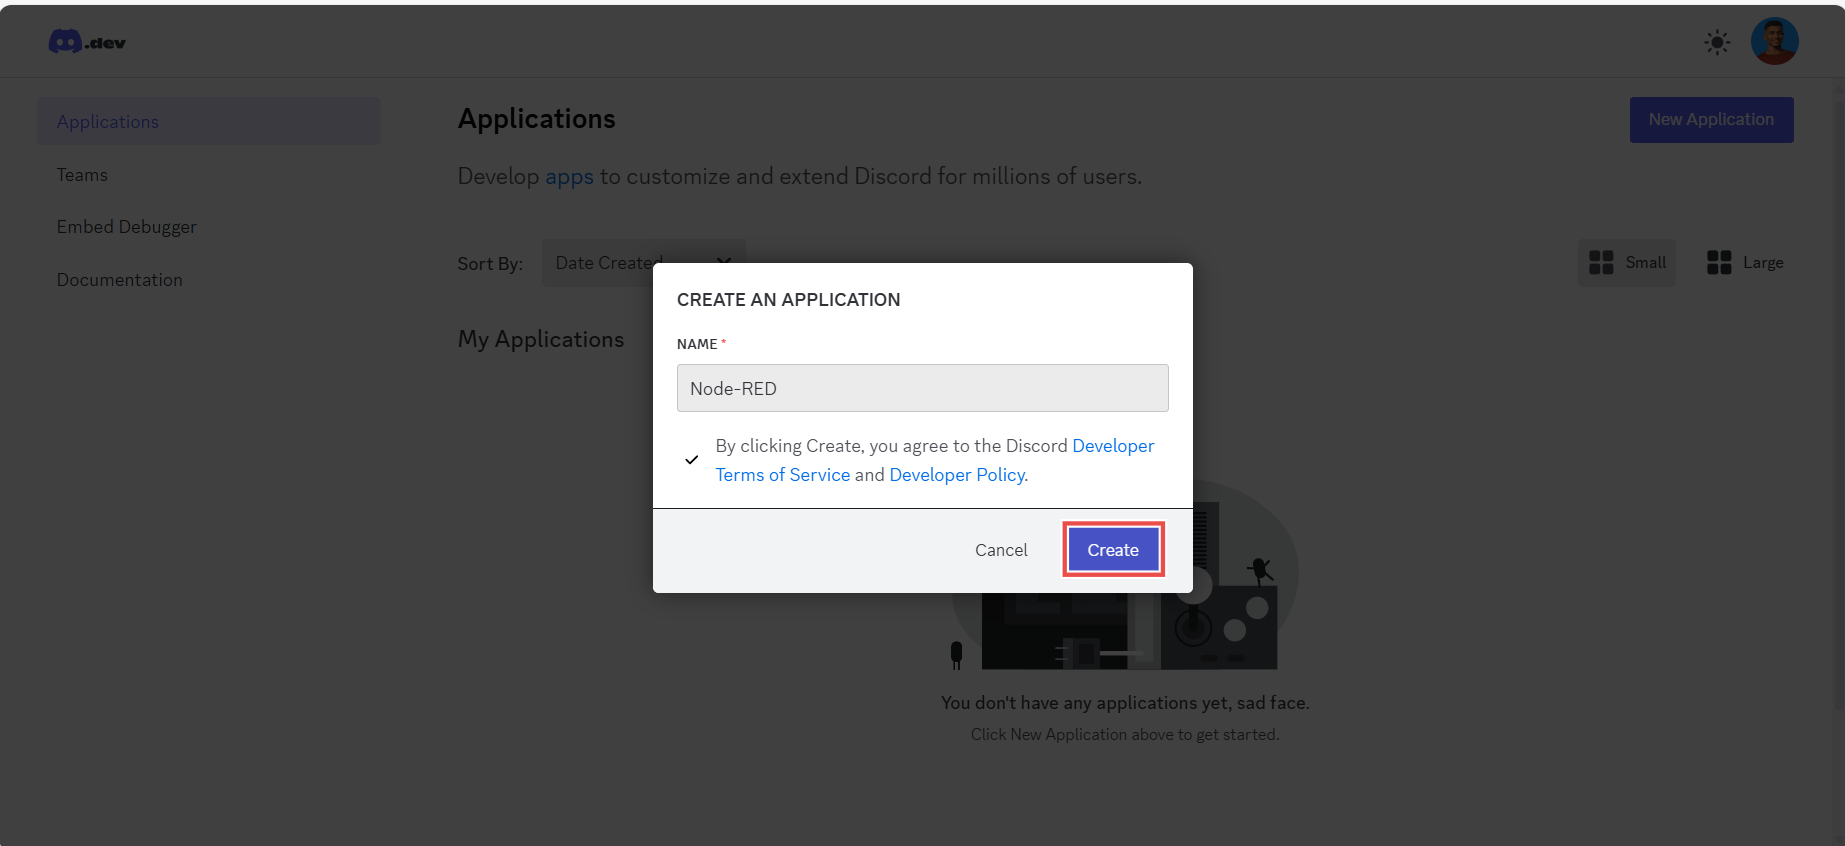 .dev
Applications
Teams
Embed Debugger
Documentation
Applications
New Application
Develop apps to customize and extend Discord for millions of users.
Sort By:
Date Created
Small
Large
My Applications
CREATE AN APPLICATION
NAME *
Node-RED
By clicking Create, you agree to the Discord Developer
Terms of Service and Developer Policy.
Cancel
Create
You don't have any applications yet, sad face.
Click New Application above to get started.